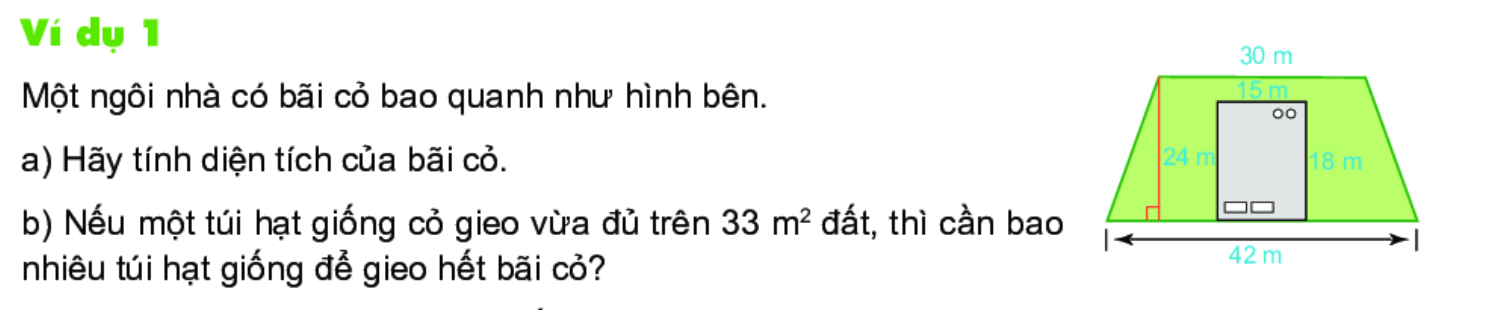 Ví dụ 1
Một ngôi nhà có bãi cỏ bao quanh như hình bên.
a) Hãy tính diện tích của bãi cỏ.
b) Nếu một túi hạt giống cỏ gieo vừa đủ trên 33 m² đất, thì cần bao
nhiêu túi hạt giống để gieo hết bãi cỏ?
30 m
15 m
24 m
18 m
42 m